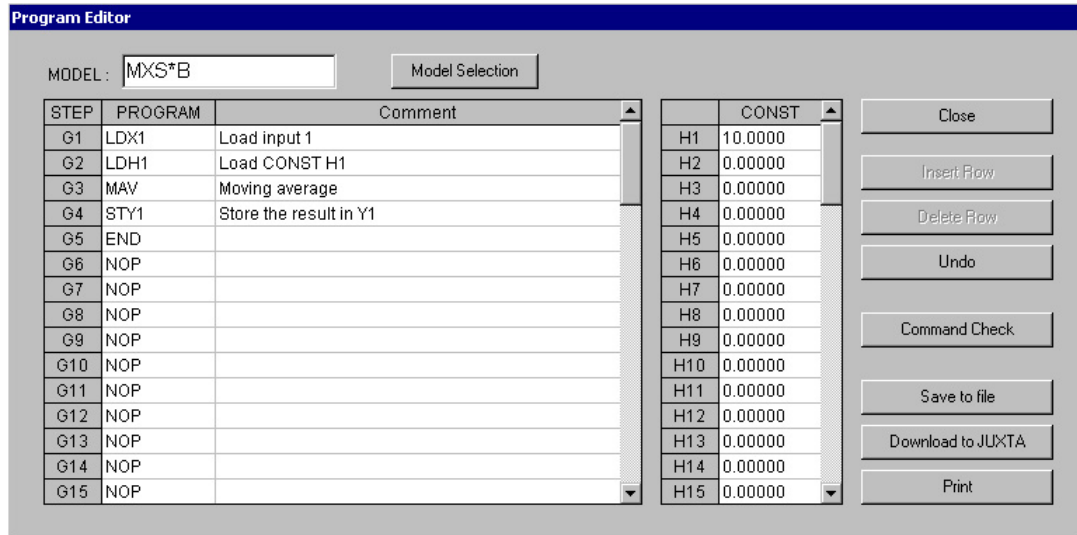 Program Editor
MODEL : MXS*B Model Selection
STEP PROGRAM Comment CONST Close
G1 LDX1 Load input 1 H1 10.0000
G2 LDH1 Load CONST H1 H2 0.00000 Insert Row
G3 MAV Moving average H3 0.00000
G4 STY1 Store the result in Y1 H4 0.00000 Delete Row
G5 END H5 0.00000
G6 NOP H6 0.00000 Undo
G7 NOP H7 0.00000
G8 NOP H8 0.00000
G9 NOP H9 0.00000 Command Check
G10 NOP H10 0.00000
G11 NOP H11 0.00000
G12 NOP H12 0.00000 Save to file
G13 NOP H13 0.00000 Download to JUXTA
G14 NOP H14 0.00000
G15 NOP H15 0.00000 Print